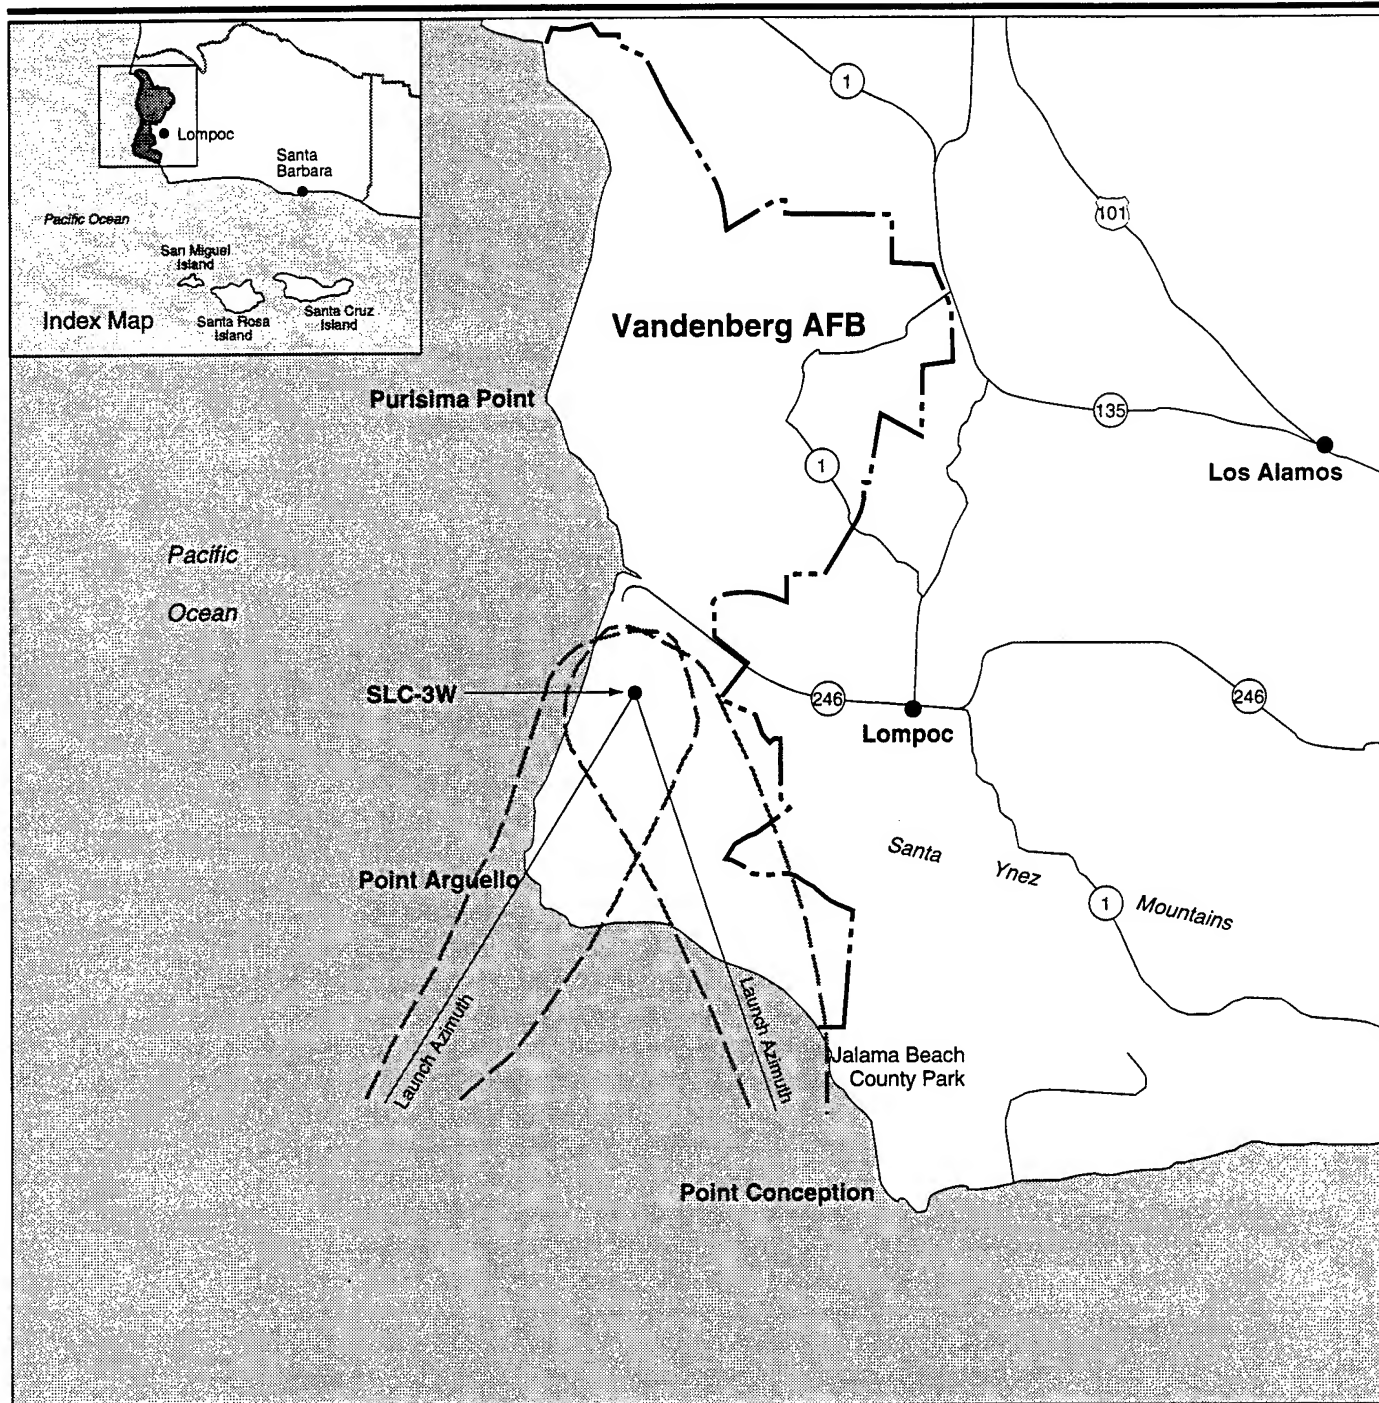 1
Lompoc
Santa
Barbara
Pacific Ocean
San Miguel
Island
Santa Rosa
Island
Santa Cruz
Island
Index Map
101
Vandenberg AFB
Purisima Point
135
1
Los Alamos
Pacific
Ocean
SLC-3W
246
246
Lompoc
Santa
Ynez
Mountains
1
Point Arguello
Launch Azimuth
Launch Azimuth
Jalama Beach
County Park
Point Conception